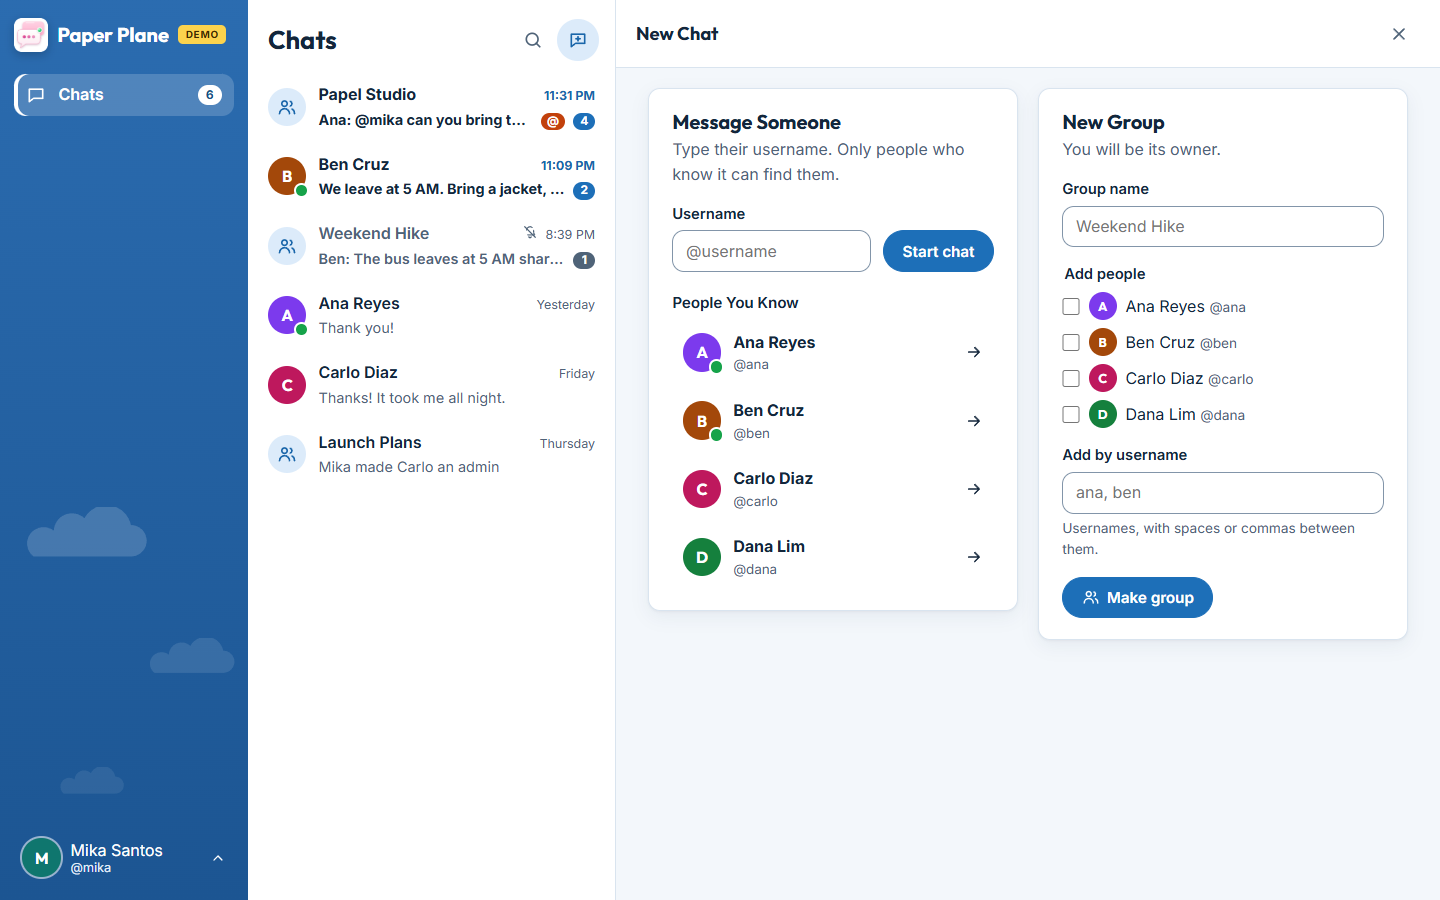 Paper Plane DEMO
Chats 6
Chats
Papel Studio 11:31 PM
Ana: @mika can you bring t... @ 4
B Ben Cruz 11:09 PM
We leave at 5 AM. Bring a jacket, ... 2
Weekend Hike 8:39 PM
Ben: The bus leaves at 5 AM shar... 1
A Ana Reyes Yesterday
Thank you!
C Carlo Diaz Friday
Thanks! It took me all night.
Launch Plans Thursday
Mika made Carlo an admin
M Mika Santos
@mika
New Chat
Message Someone
Type their username. Only people who
know it can find them.
Username
@username Start chat
People You Know
A Ana Reyes
@ana
B Ben Cruz
@ben
C Carlo Diaz
@carlo
D Dana Lim
@dana
New Group
You will be its owner.
Group name
Weekend Hike
Add people
A Ana Reyes @ana
B Ben Cruz @ben
C Carlo Diaz @carlo
D Dana Lim @dana
Add by username
ana, ben
Usernames, with spaces or commas between
them.
Make group